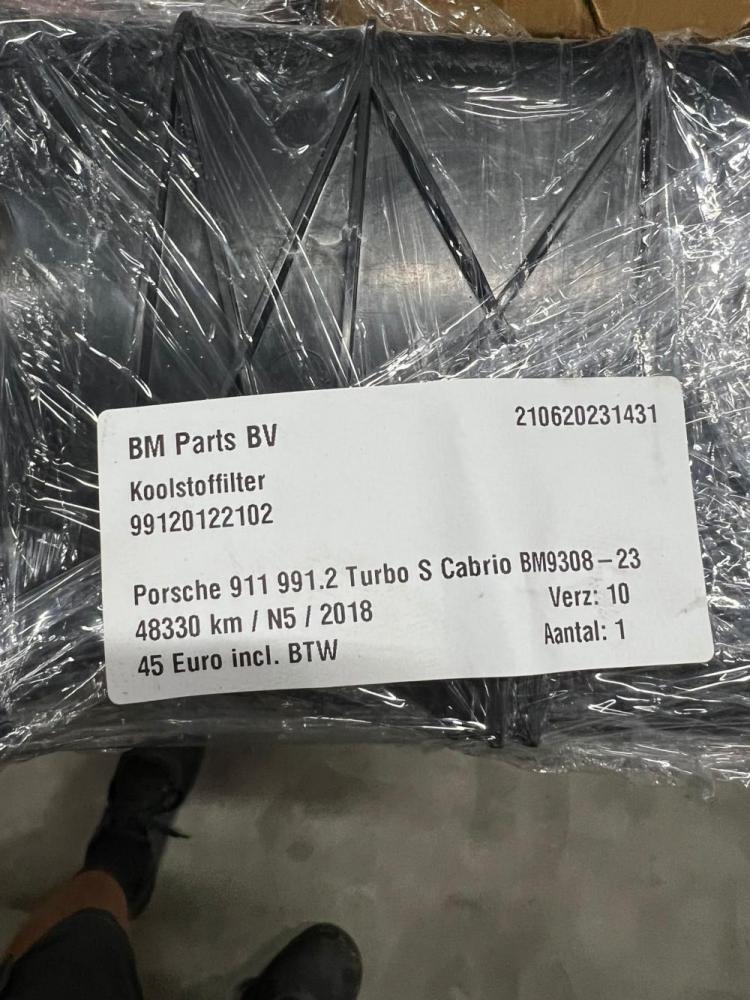 BM Parts BV
210620231431
Koolstoffilter
99120122102
Porsche 911 991.2 Turbo S Cabrio BM9308-23
48330 km / N5 / 2018
Verz: 10
45 Euro incl. BTW
Aantal: 1